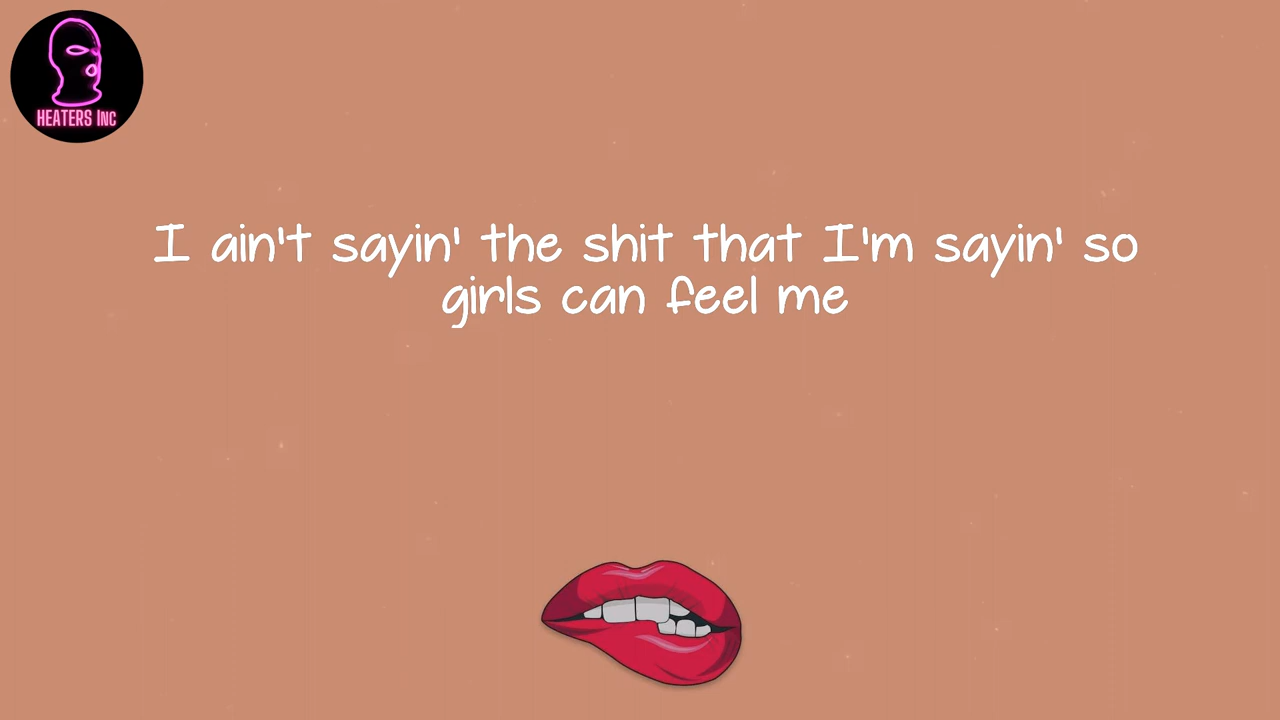 HEATERS INC
I ain't sayin' the shit that I'm sayin' so
girls can feel me